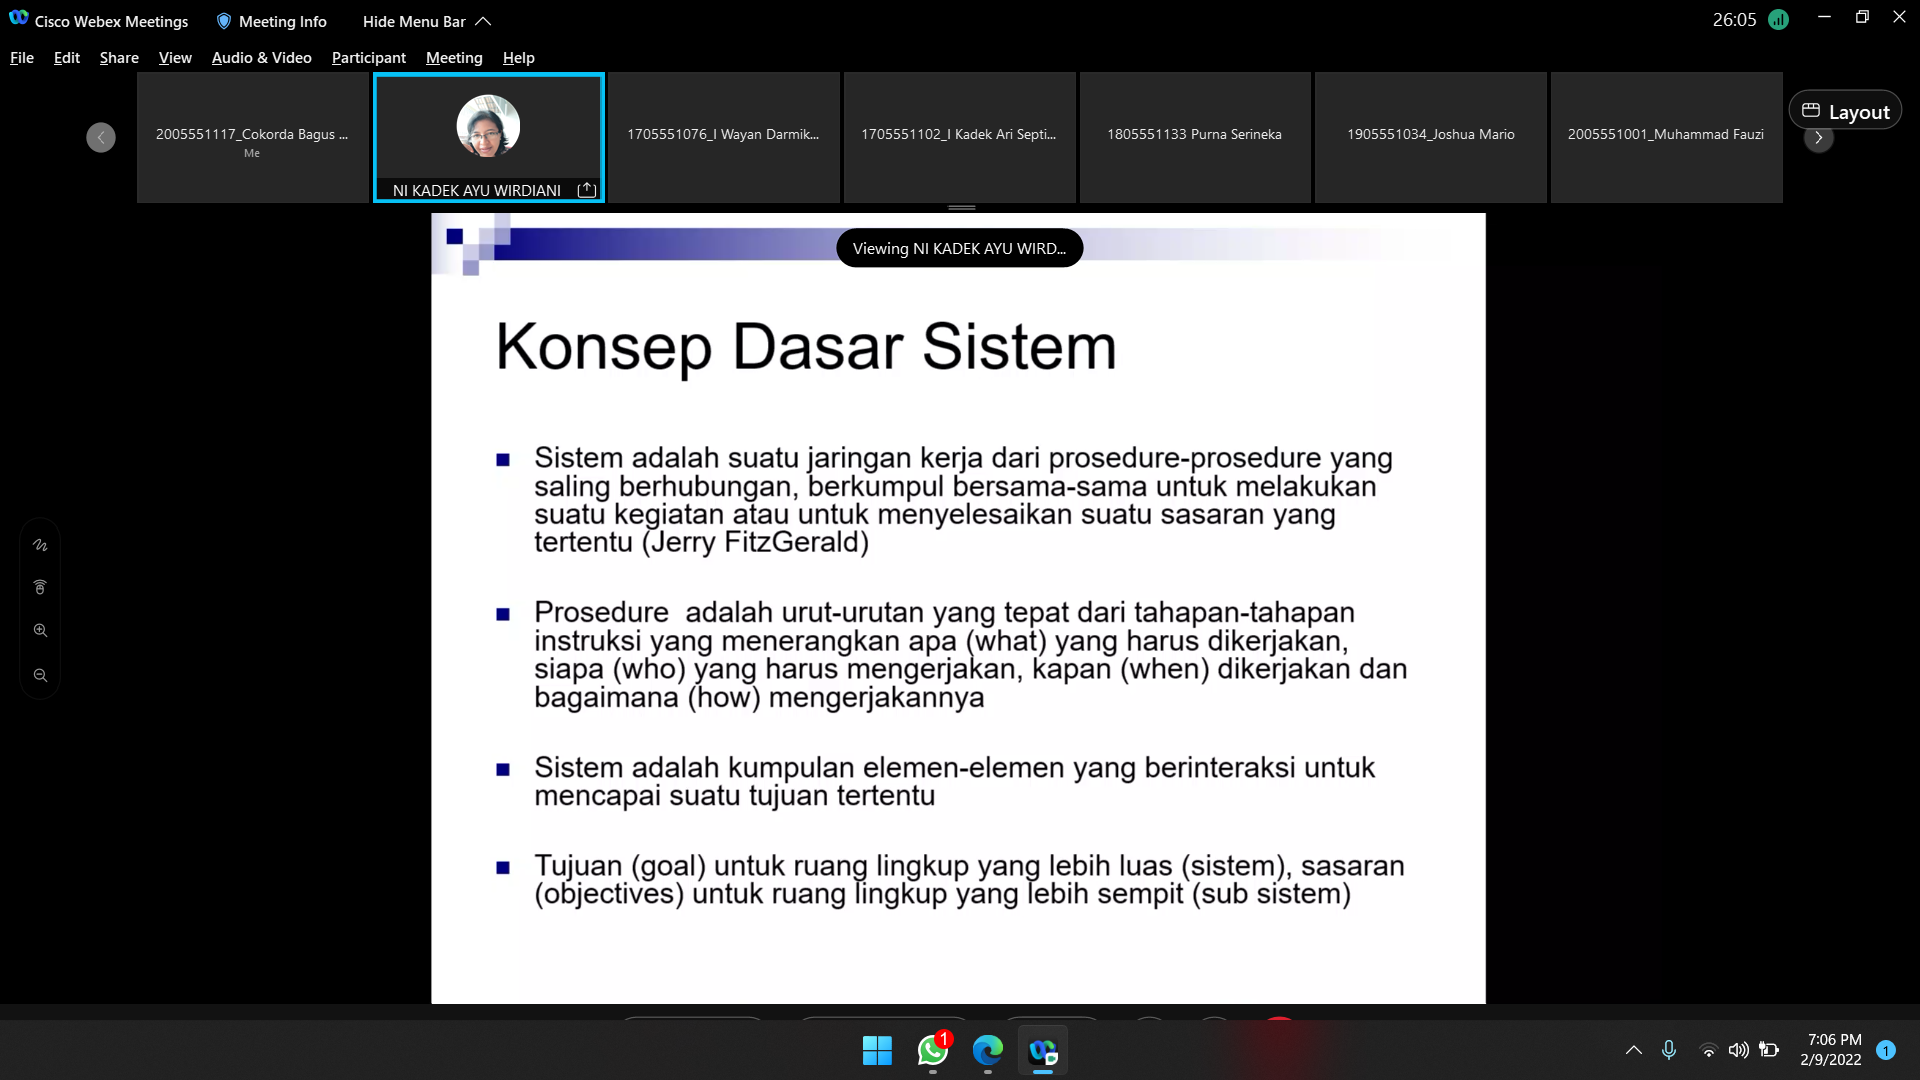 Cisco Webex Meetings
Meeting Info
Hide Menu Bar
26:05
File Edit Share View Audio & Video Participant Meeting Help
2005551117_Cokorda Bagus ...
Me
NI KADEK AYU WIRDIANI
1705551076_I Wayan Darmik...
1705551102_I Kadek Ari Septi...
1805551133 Purna Serineka
1905551034_Joshua Mario
2005551001_Muhammad Fauzi
Layout
Viewing NI KADEK AYU WIRD...
Konsep Dasar Sistem
Sistem adalah suatu jaringan kerja dari prosedure-prosedure yang
saling berhubungan, berkumpul bersama-sama untuk melakukan
suatu kegiatan atau untuk menyelesaikan suatu sasaran yang
tertentu (Jerry FitzGerald)
Prosedure adalah urut-urutan yang tepat dari tahapan-tahapan
instruksi yang menerangkan apa (what) yang harus dikerjakan,
siapa (who) yang harus mengerjakan, kapan (when) dikerjakan dan
bagaimana (how) mengerjakannya
Sistem adalah kumpulan elemen-elemen yang berinteraksi untuk
mencapai suatu tujuan tertentu
Tujuan (goal) untuk ruang lingkup yang lebih luas (sistem), sasaran
(objectives) untuk ruang lingkup yang lebih sempit (sub sistem)
1
7:06 PM
2/9/2022
1